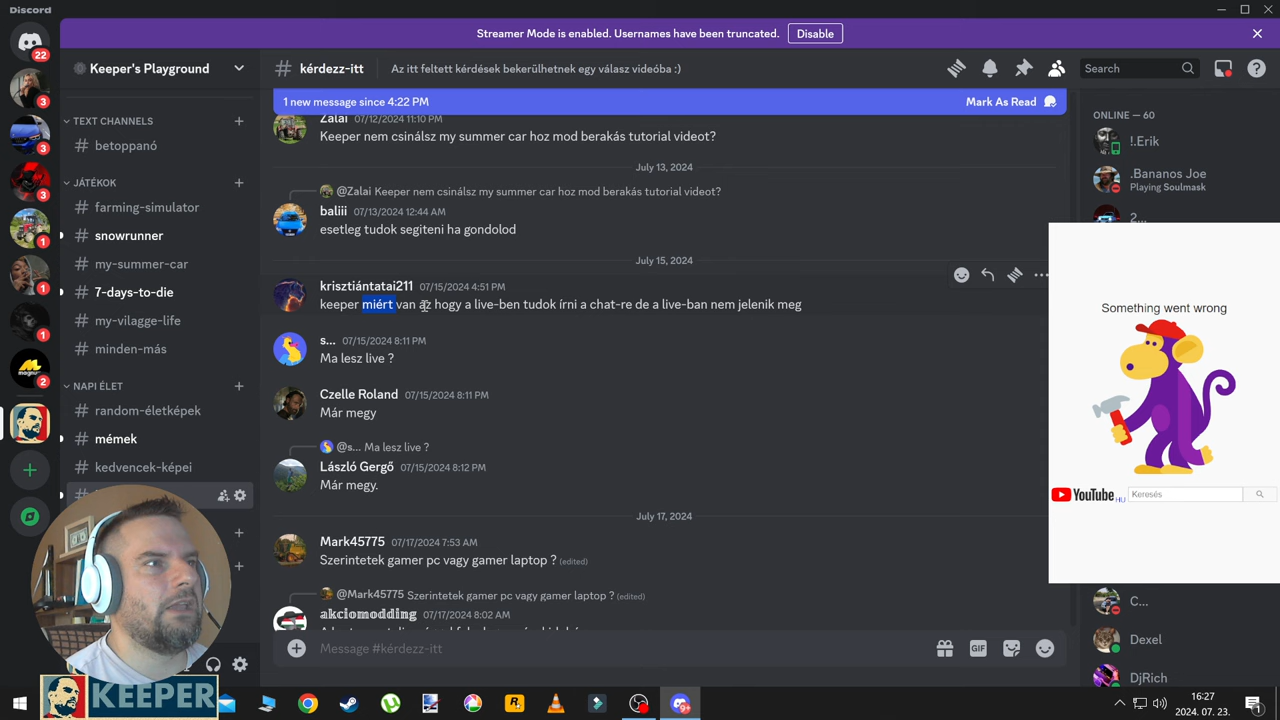 Discord
Streamer Mode is enabled. Usernames have been truncated.
Disable
22
3
3
3
1
1
1
2
Keeper's Playground
TEXT CHANNELS
# betoppanó
JÁTÉKOK
# farming-simulator
# snowrunner
# my-summer-car
# 7-days-to-die
# my-vilagge-life
# minden-más
NAPI ÉLET
# random-életképek
# mémek
# kedvencek-képei
# kérdezz-itt
Az itt feltett kérdések bekerülhetnek egy válasz videóba :)
Search
1 new message since 4:22 PM
Mark As Read
Zalai 07/12/2024 11:10 PM
Keeper nem csinálsz my summer car hoz mod berakás tutorial videot?
July 13, 2024
@Zalai Keeper nem csinálsz my summer car hoz mod berakás tutorial videot?
baliii 07/13/2024 12:44 AM
esetleg tudok segiteni ha gondolod
July 15, 2024
krisztiántatai211 07/15/2024 4:51 PM
keeper miért van az hogy a live-ben tudok írni a chat-re de a live-ban nem jelenik meg
s... 07/15/2024 8:11 PM
Ma lesz live ?
Czelle Roland 07/15/2024 8:11 PM
Már megy
@s... Ma lesz live ?
László Gergő 07/15/2024 8:12 PM
Már megy.
July 17, 2024
Mark45775 07/17/2024 7:53 AM
Szerintetek gamer pc vagy gamer laptop ? (edited)
@Mark45775 Szerintetek gamer pc vagy gamer laptop ? (edited)
akciomodding 07/17/2024 8:02 AM
Message #kérdezz-itt
GIF
ONLINE — 60
!.Erik
.Bananos Joe
Playing Soulmask
2...
Something went wrong
YouTube HU
Keresés
C...
Dexel
DjRich
KEEPER
16:27
2024. 07. 23.
1